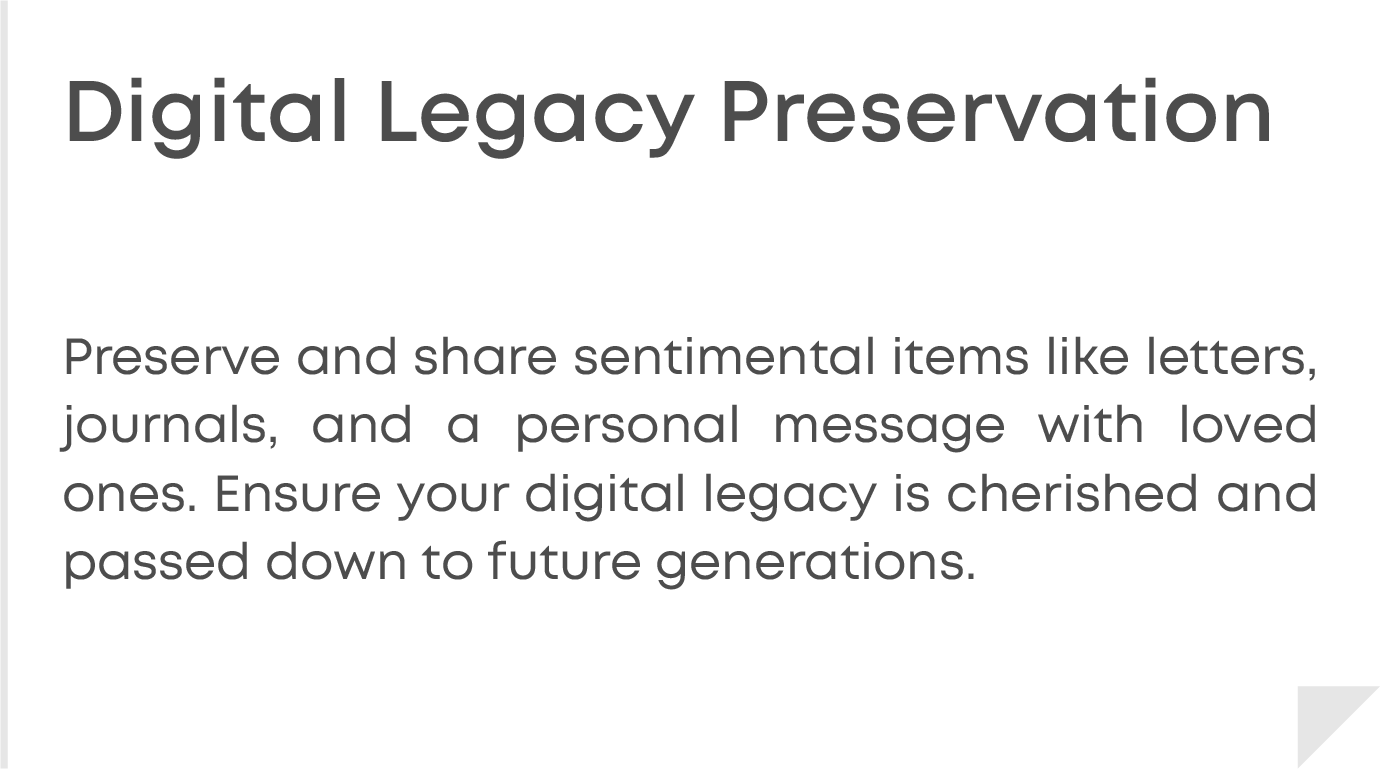 Digital Legacy Preservation
Preserve and share sentimental items like letters,
journals, and a personal message with loved
ones. Ensure your digital legacy is cherished and
passed down to future generations.